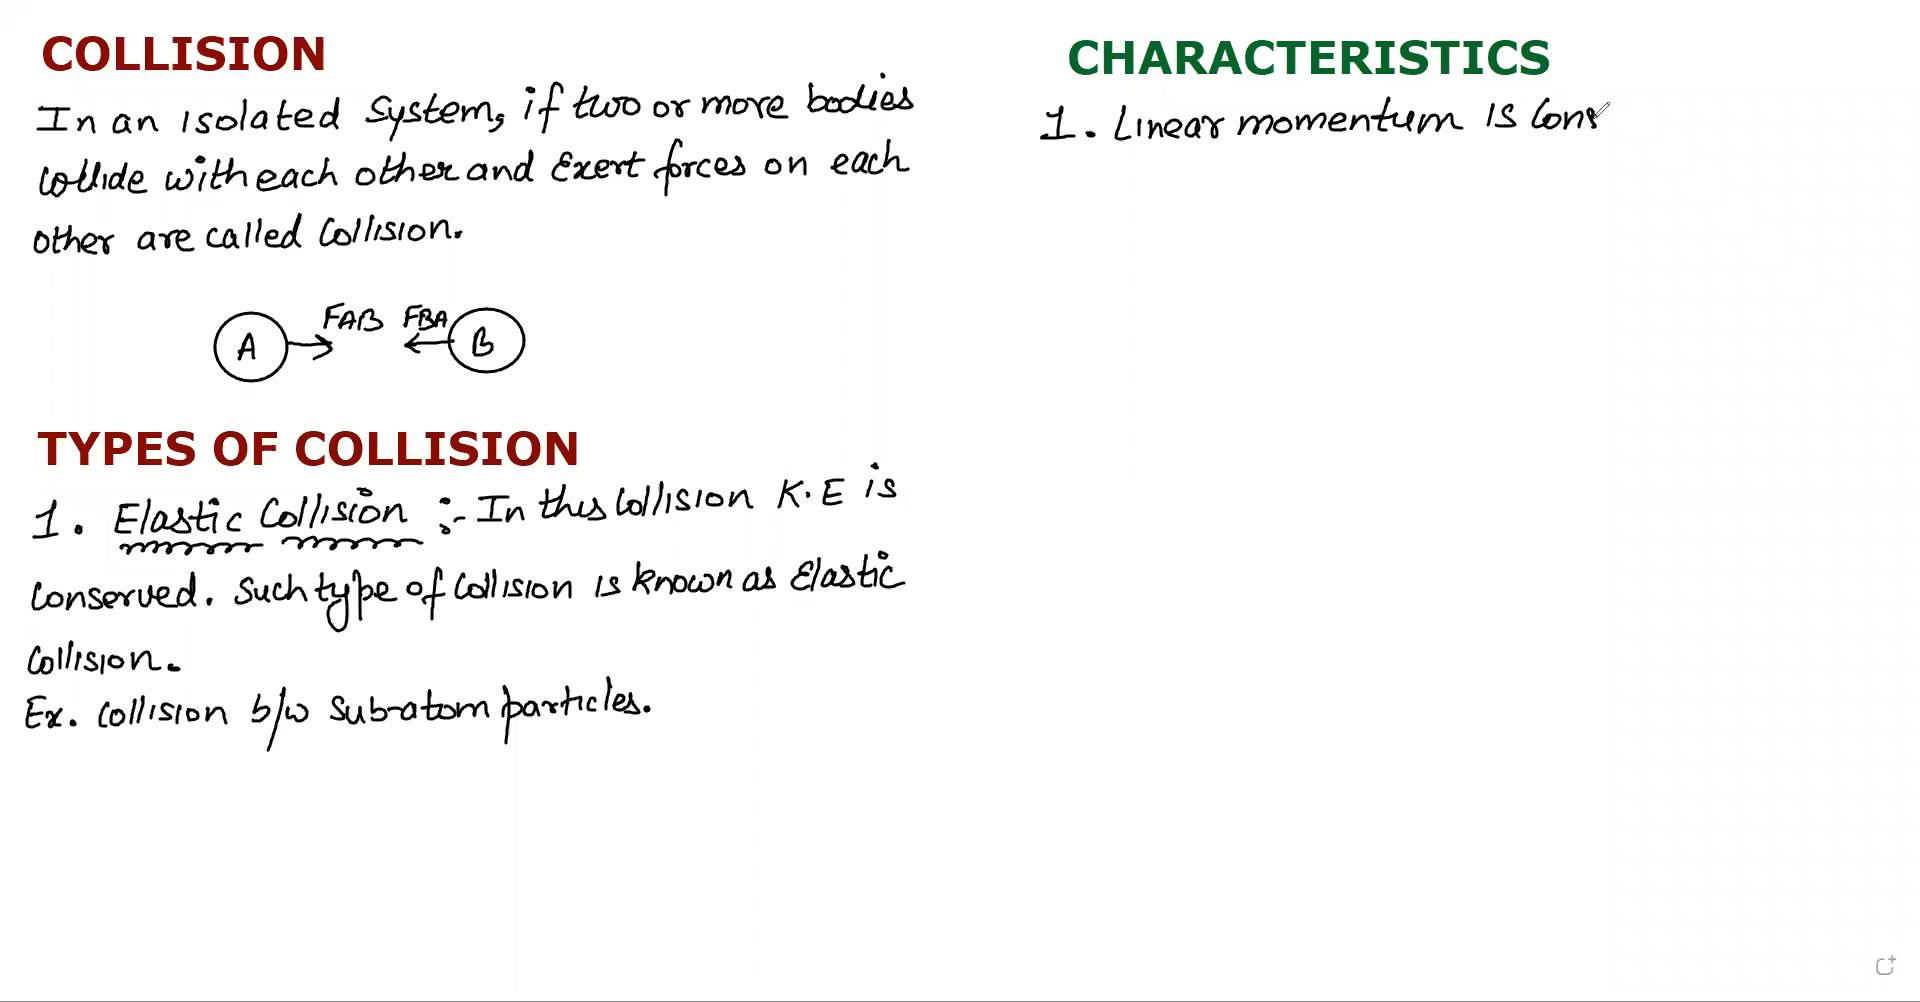 COLLISION
In an isolated System, if two or more bodies
collide with each other and Exert forces on each
other are called Collision.
A FAB FBA B
TYPES OF COLLISION
1. Elastic Collision :- In this Collision K.E is
Conserved. Such type of Collision is known as Elastic
Collision.
Ex. Collision b/w Sub-atom particles.
CHARACTERISTICS
1. Linear momentum Is Cons